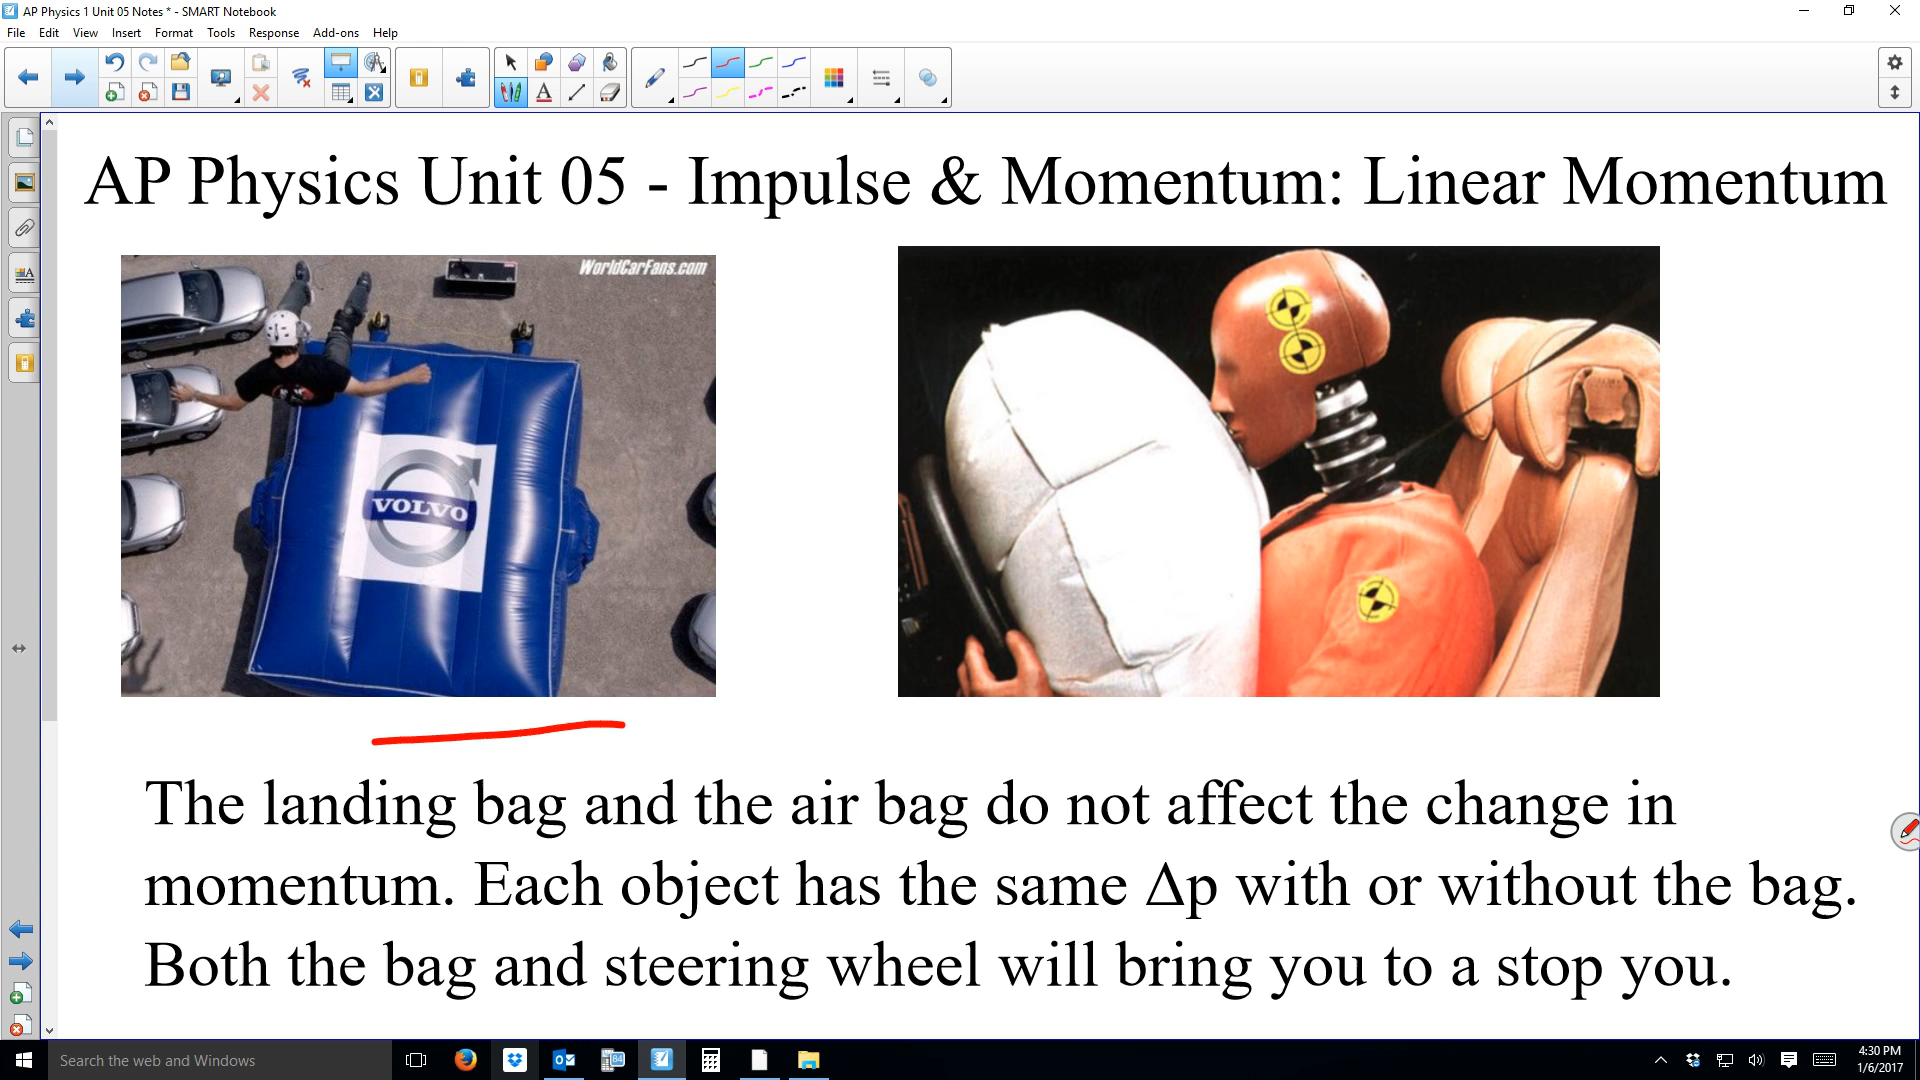 AP Physics 1 Unit 05 Notes * - SMART Notebook
File Edit View Insert Format Tools Response Add-ons Help
AP Physics Unit 05 - Impulse & Momentum: Linear Momentum
WorldCarFans.com
VOLVO
The landing bag and the air bag do not affect the change in
momentum. Each object has the same Δp with or without the bag.
Both the bag and steering wheel will bring you to a stop you.
Search the web and Windows
84
4:30 PM
1/6/2017